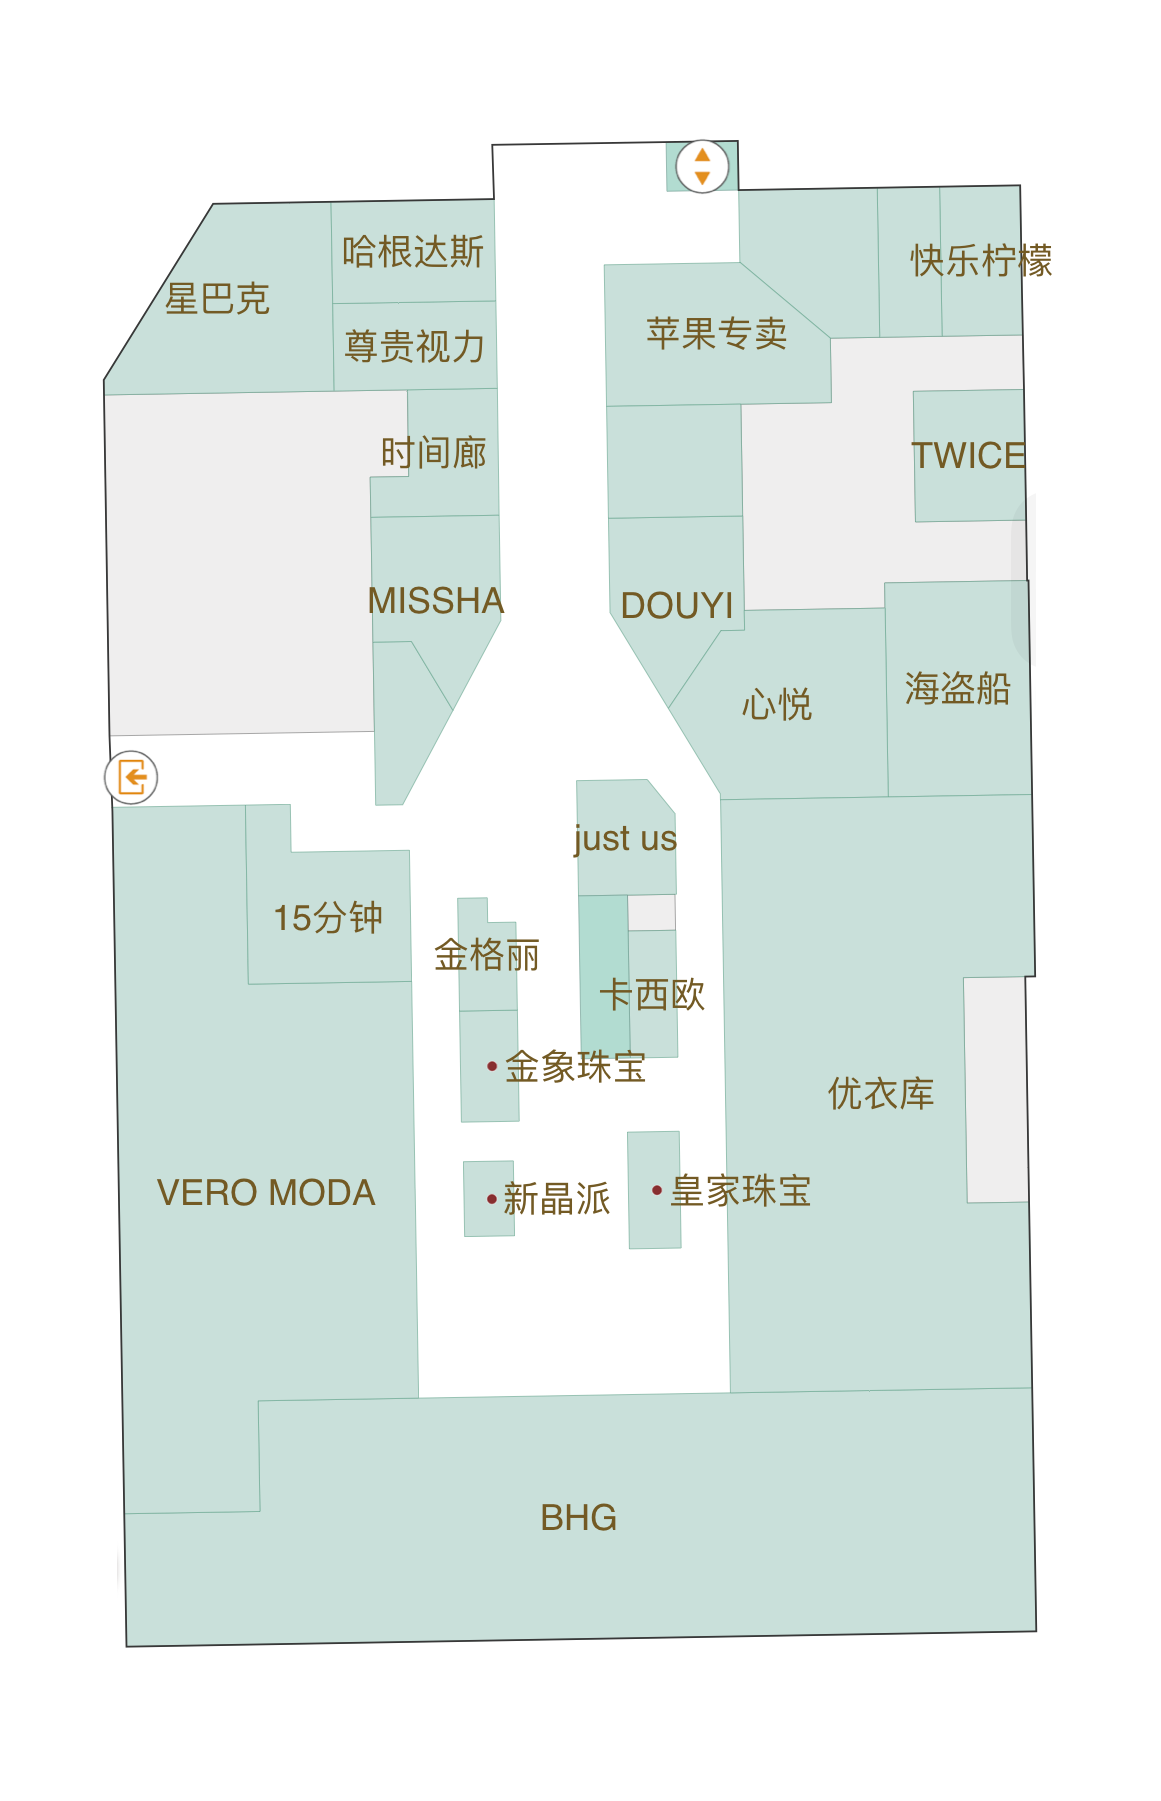 哈根达斯
快乐柠檬
星巴克
苹果专卖
尊贵视力
时间廊
TWICE
MISSHA
DOUYI
海盗船
心悦
just us
15分钟
金格丽
卡西欧
金象珠宝
优衣库
VERO MODA
新晶派
皇家珠宝
BHG